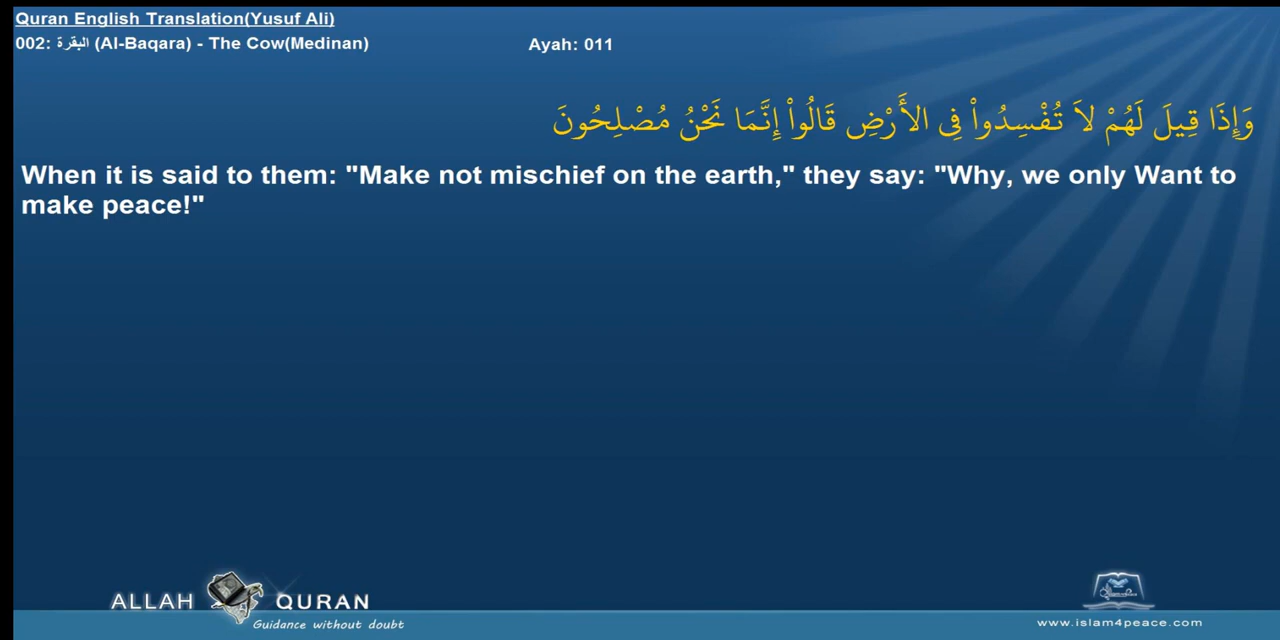 Quran English Translation(Yusuf Ali)
002: البقرة (Al-Baqara) - The Cow(Medinan) Ayah: 011
وَإِذَا قِيلَ لَهُمْ لاَ تُفْسِدُواْ فِى الأَرْضِ قَالُواْ إِنَّمَا نَحْنُ مُصْلِحُونَ
When it is said to them: "Make not mischief on the earth," they say: "Why, we only Want to
make peace!"
ALLAH QURAN
Guidance without doubt
www.islam4peace.com